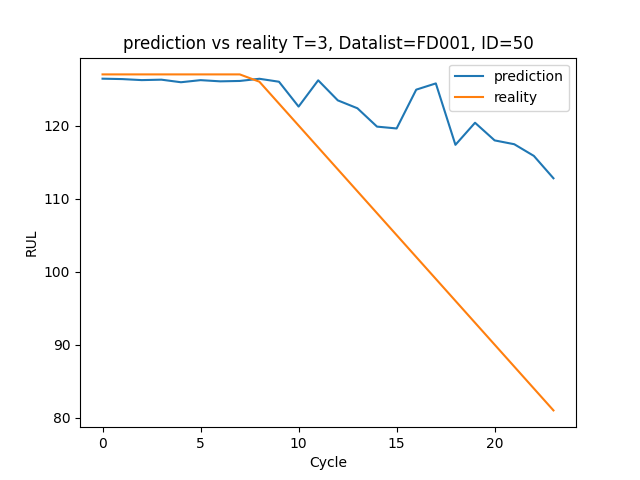 prediction vs reality T=3, Datalist=FD001, ID=50
prediction
reality
RUL
120
110
100
90
80
0 5 10 15 20
Cycle